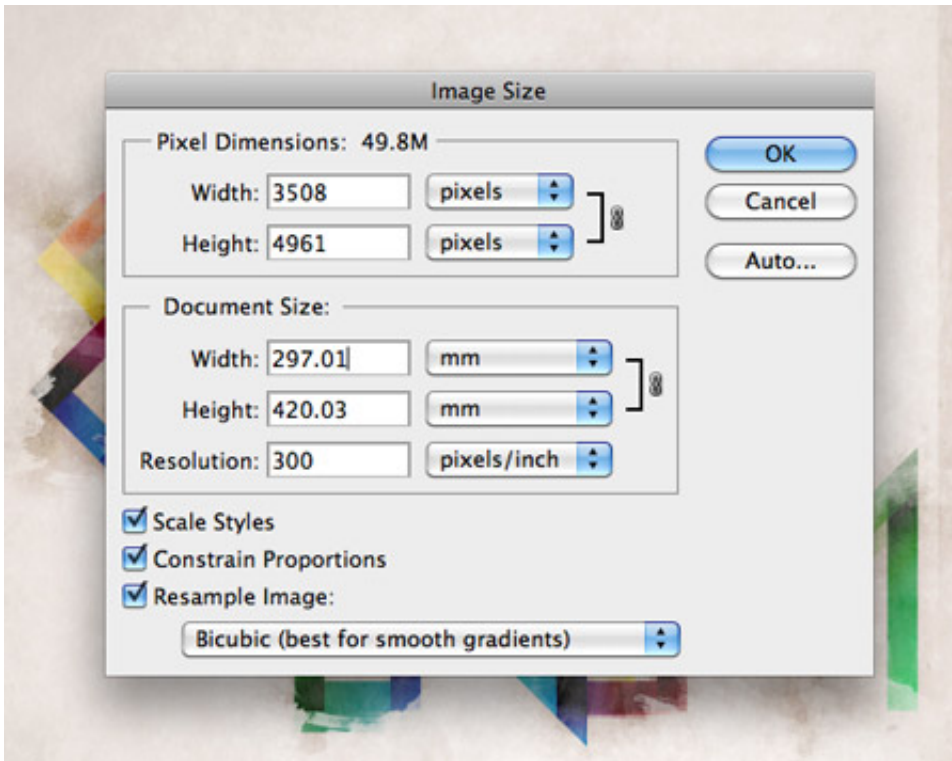 Image Size
Pixel Dimensions: 49.8M
Width: 3508 pixels
Height: 4961 pixels
OK
Cancel
Auto...
Document Size:
Width: 297.01 mm
Height: 420.03 mm
Resolution: 300 pixels/inch
Scale Styles
Constrain Proportions
Resample Image:
Bicubic (best for smooth gradients)